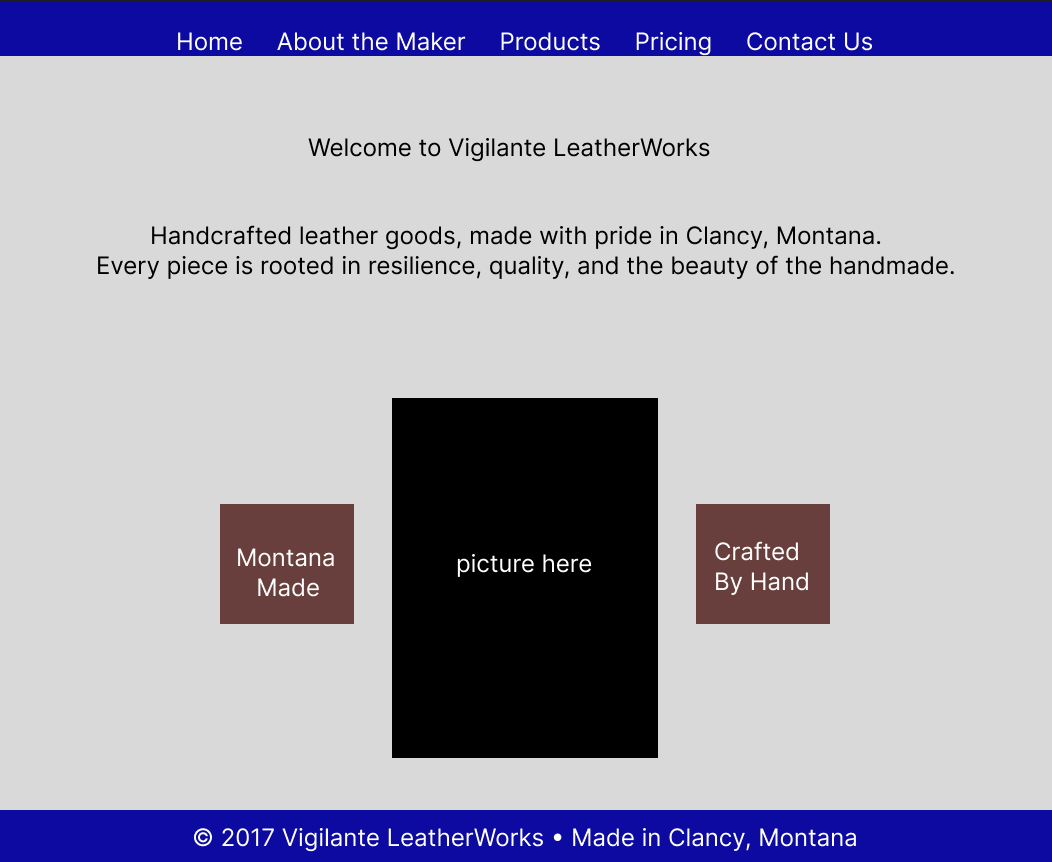 Home About the Maker Products Pricing Contact Us
Welcome to Vigilante LeatherWorks
Handcrafted leather goods, made with pride in Clancy, Montana.
Every piece is rooted in resilience, quality, and the beauty of the handmade.
Montana
Made
picture here
Crafted
By Hand
© 2017 Vigilante LeatherWorks • Made in Clancy, Montana